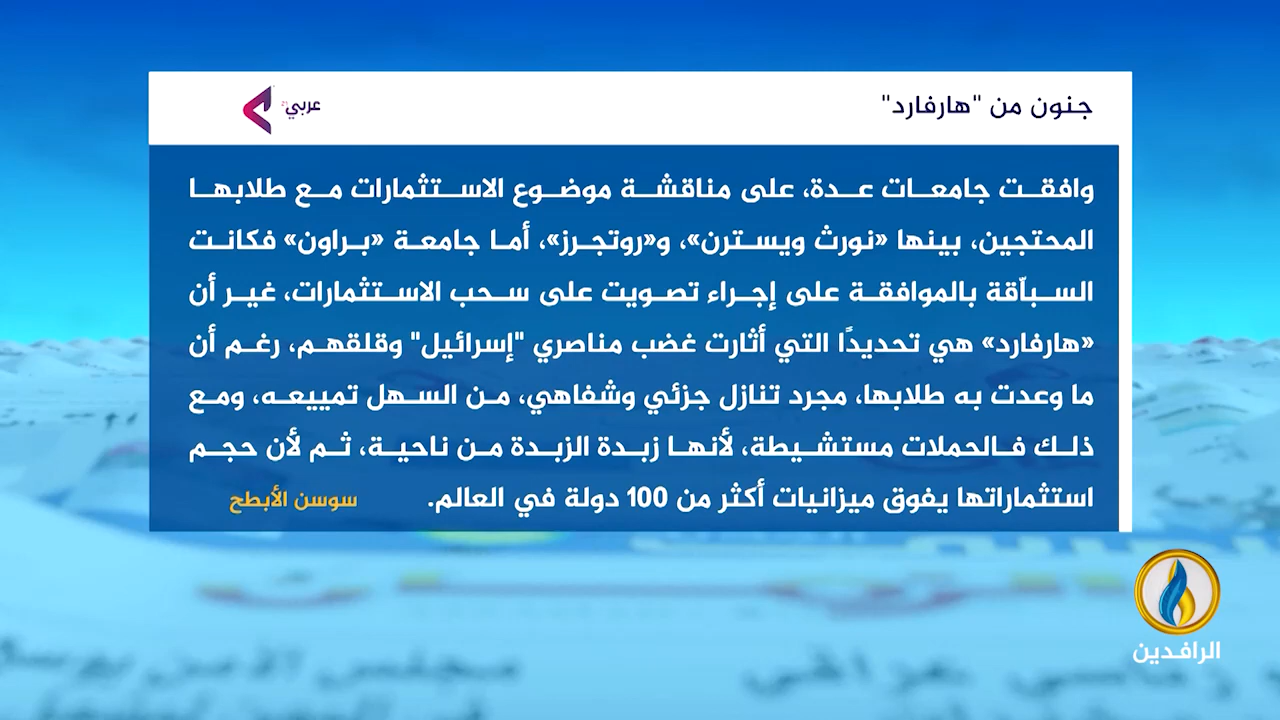 جنون من "هارفارد"
عربي21
وافقت جامعات عدة، على مناقشة موضوع الاستثمارات مع طلابها
المحتجين، بينها «نورث ويسترن»، و«روتجرز»، أما جامعة «براون» فكانت
السبّاقة بالموافقة على إجراء تصويت على سحب الاستثمارات، غير أن
«هارفارد» هي تحديدًا التي أثارت غضب مناصري "إسرائيل" وقلقهم، رغم أن
ما وعدت به طلابها، مجرد تنازل جزئي وشفاهي، من السهل تمييعه، ومع
ذلك فالحملات مستشيطة، لأنها زبدة الزبدة من ناحية، ثم لأن حجم
استثماراتها يفوق ميزانيات أكثر من 100 دولة في العالم.
سوسن الأبطح
الرافدين
مجلس الأمن